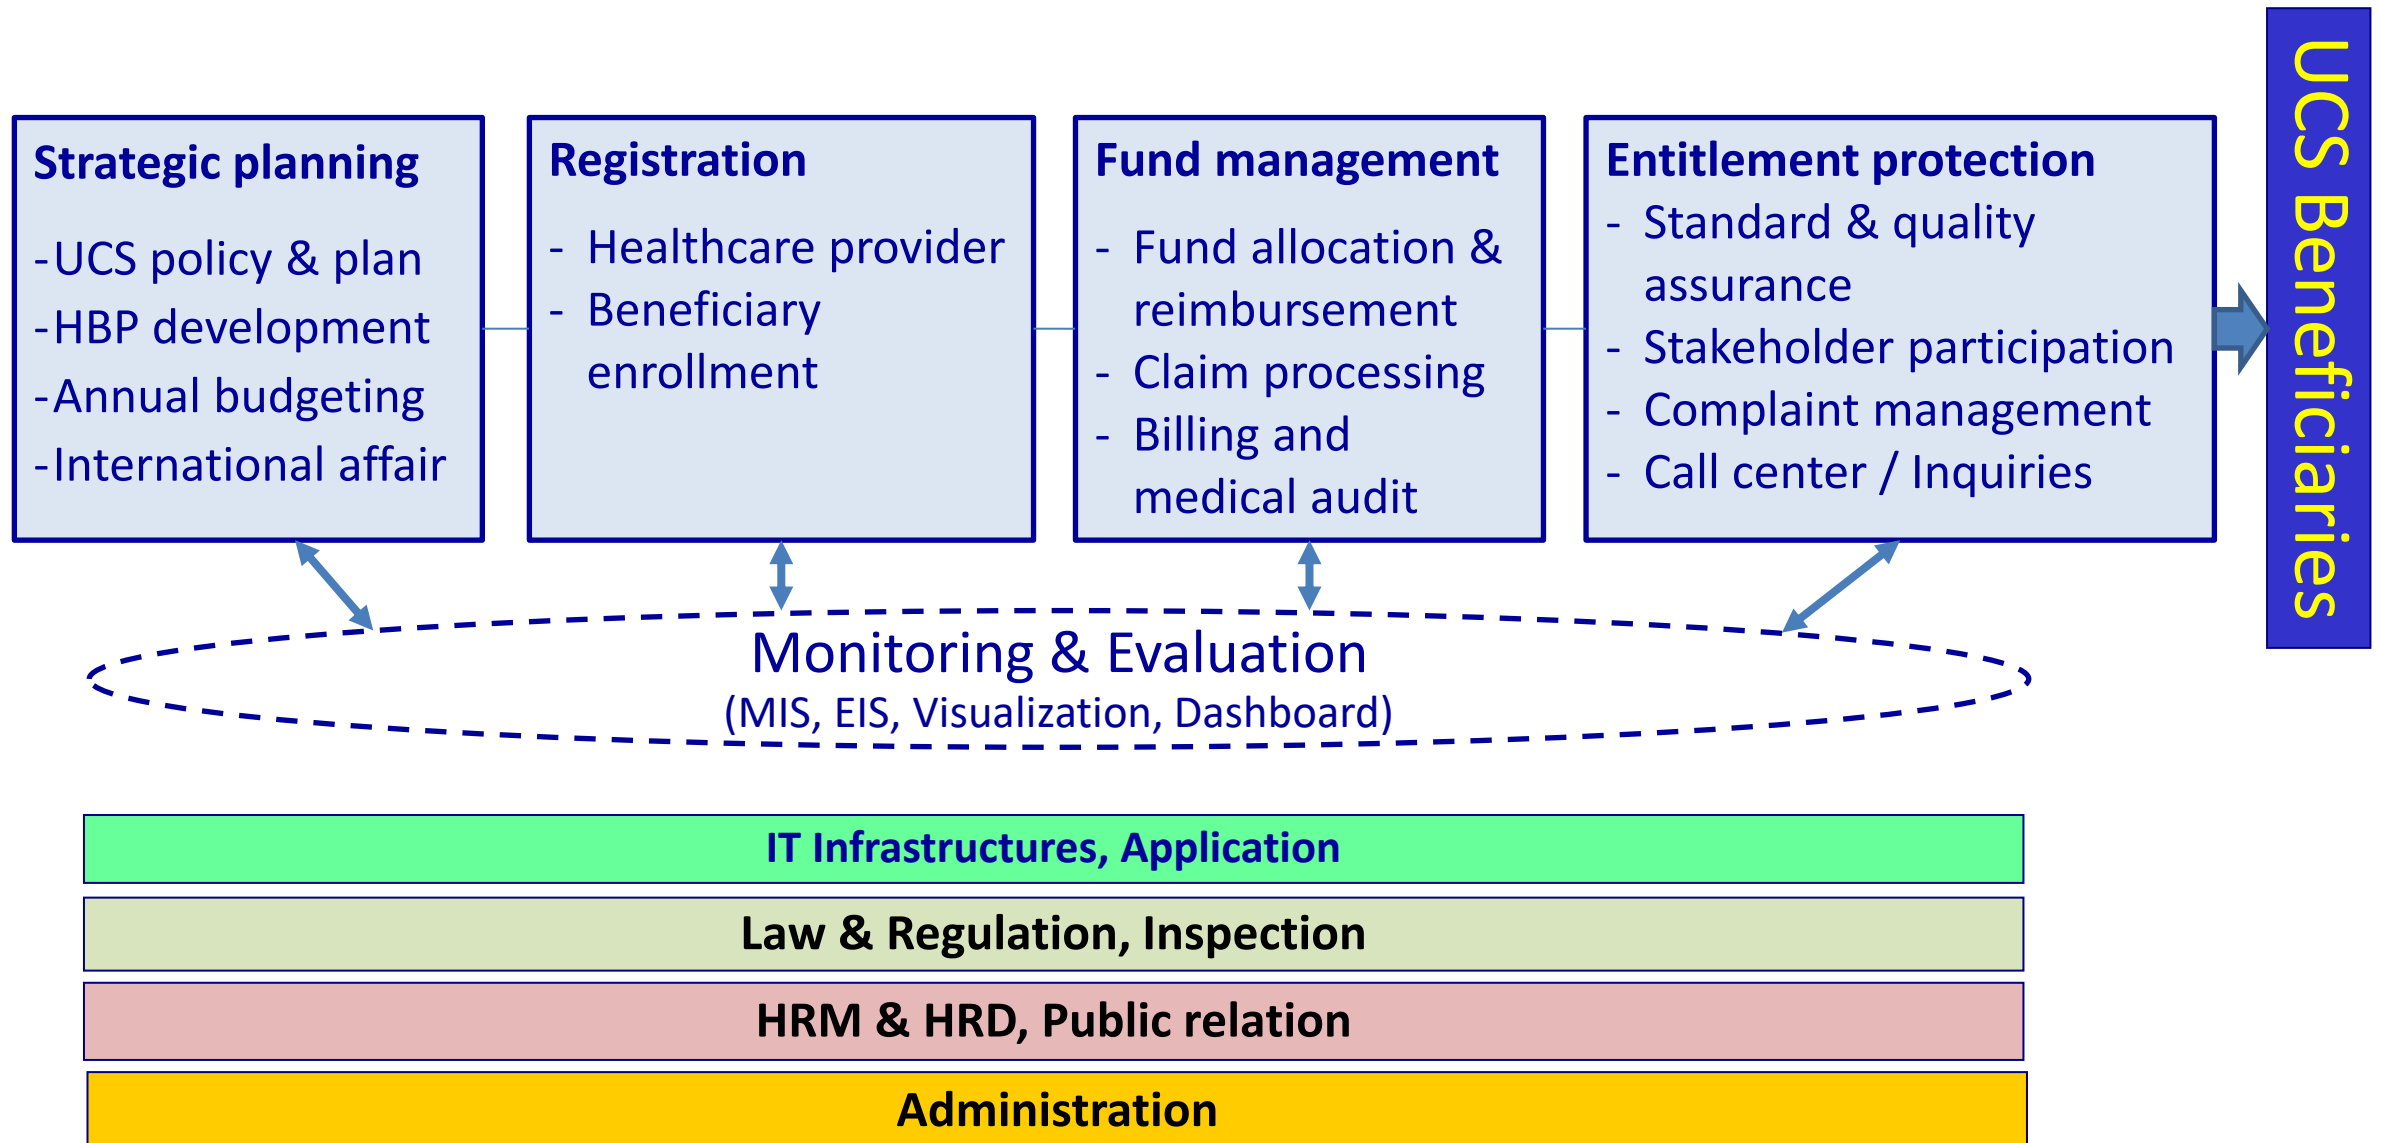 Strategic planning
-UCS policy & plan
-HBP development
-Annual budgeting
-International affair
Registration
- Healthcare provider
- Beneficiary
enrollment
Fund management
- Fund allocation &
reimbursement
- Claim processing
- Billing and
medical audit
Entitlement protection
- Standard & quality
assurance
- Stakeholder participation
- Complaint management
- Call center / Inquiries
UCS Beneficiaries
Monitoring & Evaluation
(MIS, EIS, Visualization, Dashboard)
IT Infrastructures, Application
Law & Regulation, Inspection
HRM & HRD, Public relation
Administration